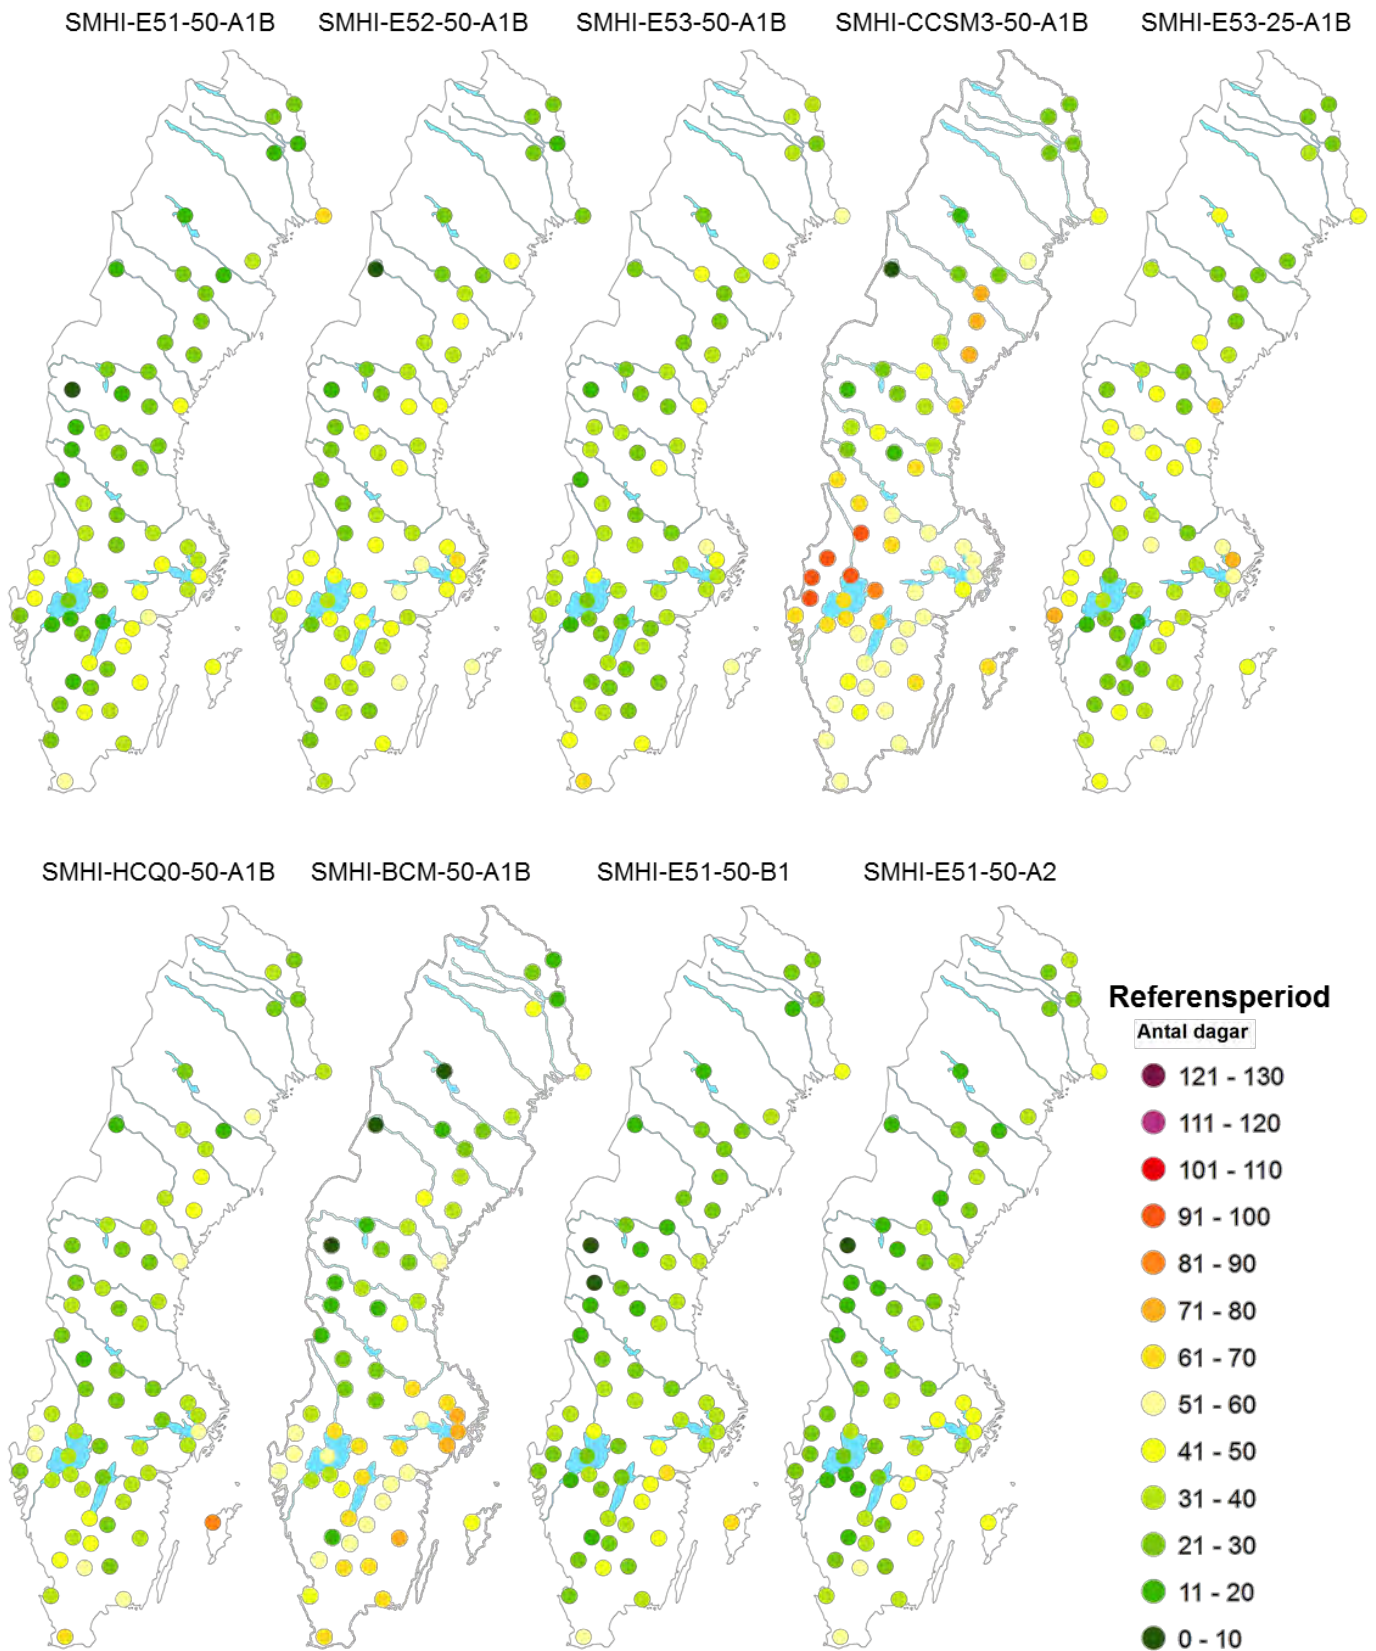 SMHI-E51-50-A1B SMHI-E52-50-A1B SMHI-E53-50-A1B SMHI-CCSM3-50-A1B SMHI-E53-25-A1B
SMHI-HCQ0-50-A1B SMHI-BCM-50-A1B SMHI-E51-50-B1 SMHI-E51-50-A2
Referensperiod
Antal dagar
121 - 130
111 - 120
101 - 110
91 - 100
81 - 90
71 - 80
61 - 70
51 - 60
41 - 50
31 - 40
21 - 30
11 - 20
0 - 10